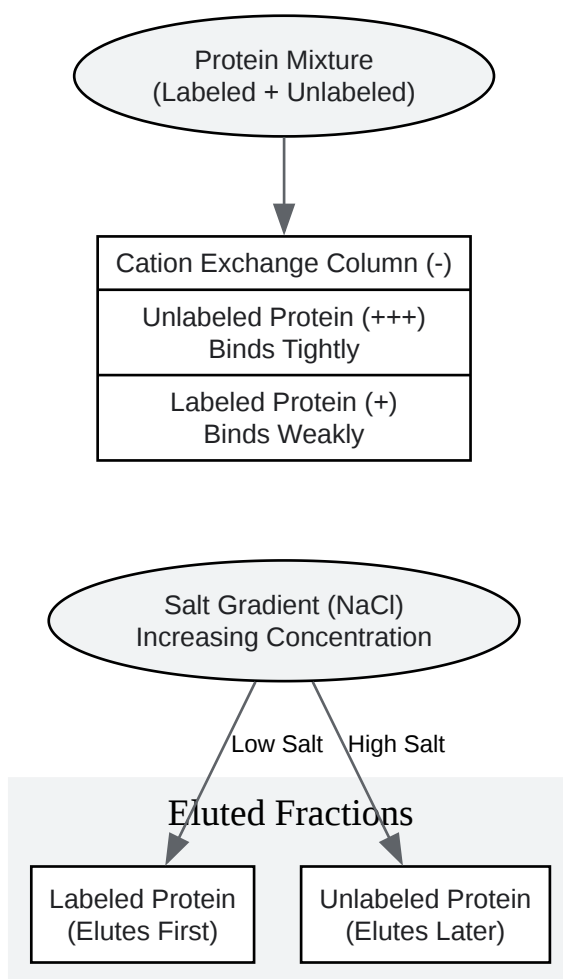 Protein Mixture
(Labeled + Unlabeled)
Cation Exchange Column (-)
Unlabeled Protein (+++)
Binds Tightly
Labeled Protein (+)
Binds Weakly
Salt Gradient (NaCl)
Increasing Concentration
Low Salt
High Salt
Eluted Fractions
Labeled Protein
(Elutes First)
Unlabeled Protein
(Elutes Later)